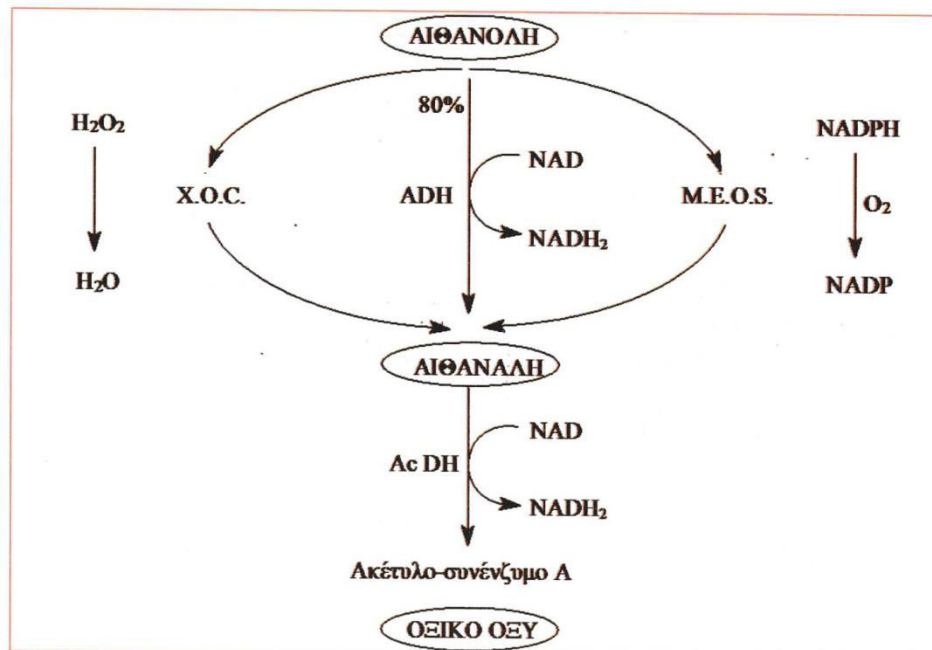 ΑΙΘΑΝΟΛΗ
80%
H₂O₂
NADPH
NAD
X.O.C.
ADH
M.E.O.S.
O₂
NADH₂
H₂O
NADP
ΑΙΘΑΝΑΛΗ
NAD
Ac DH
NADH₂
Ακέτυλο-συνένζυμο Α
ΟΞΙΚΟ ΟΞΥ